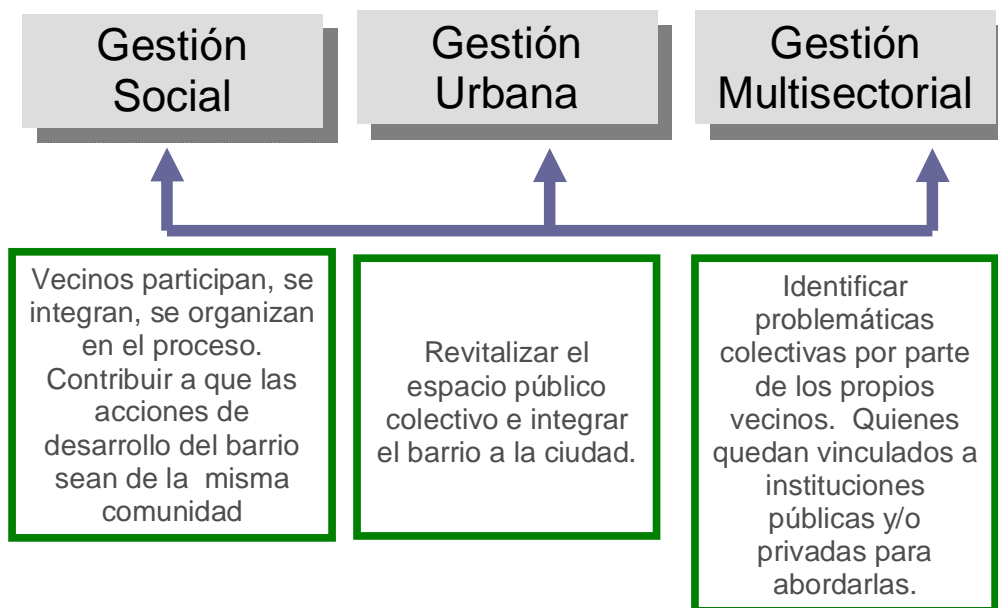 Gestión
Social
Gestión
Urbana
Gestión
Multisectorial
Vecinos participan, se
integran, se organizan
en el proceso.
Contribuir a que las
acciones de
desarrollo del barrio
sean de la  misma
comunidad
Revitalizar el
espacio público
colectivo e integrar
el barrio a la ciudad.
Identificar
problemáticas
colectivas por parte
de los propios
vecinos.  Quienes
quedan vinculados a
instituciones
públicas y/o
privadas para
abordarlas.